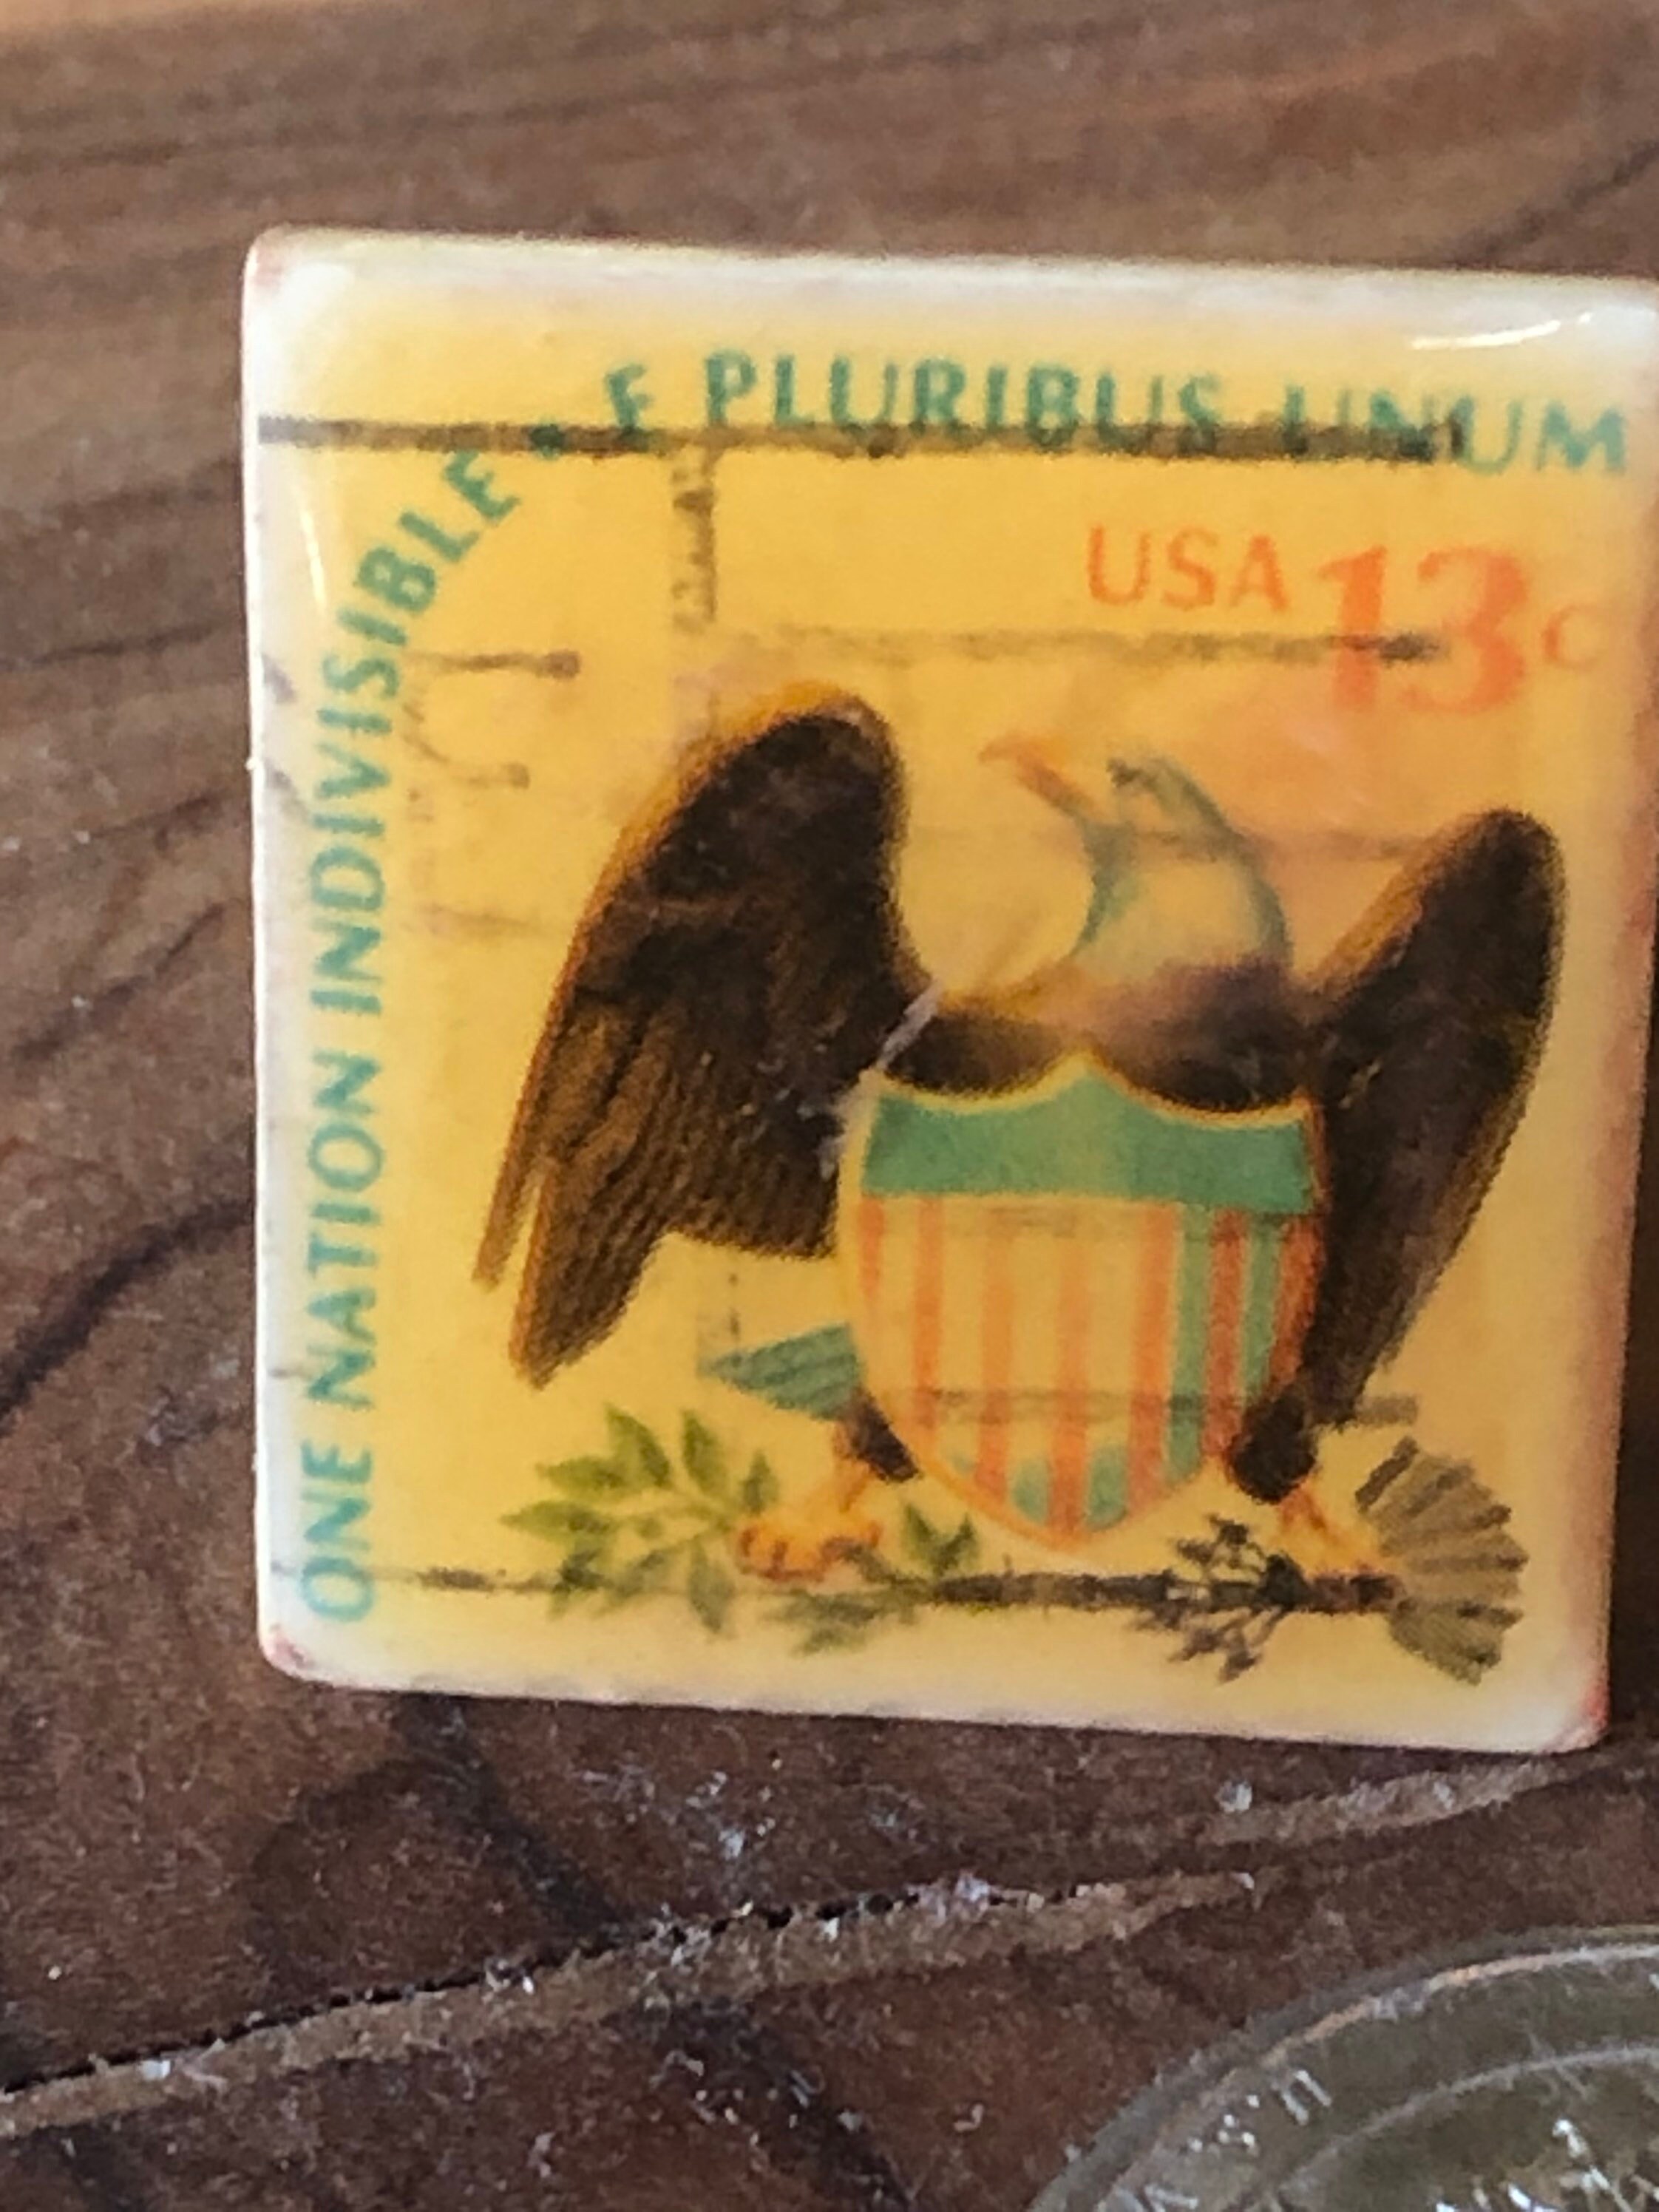 ONE NATION INDIVISIBLE • E PLURIBUS UNUM
USA 13c